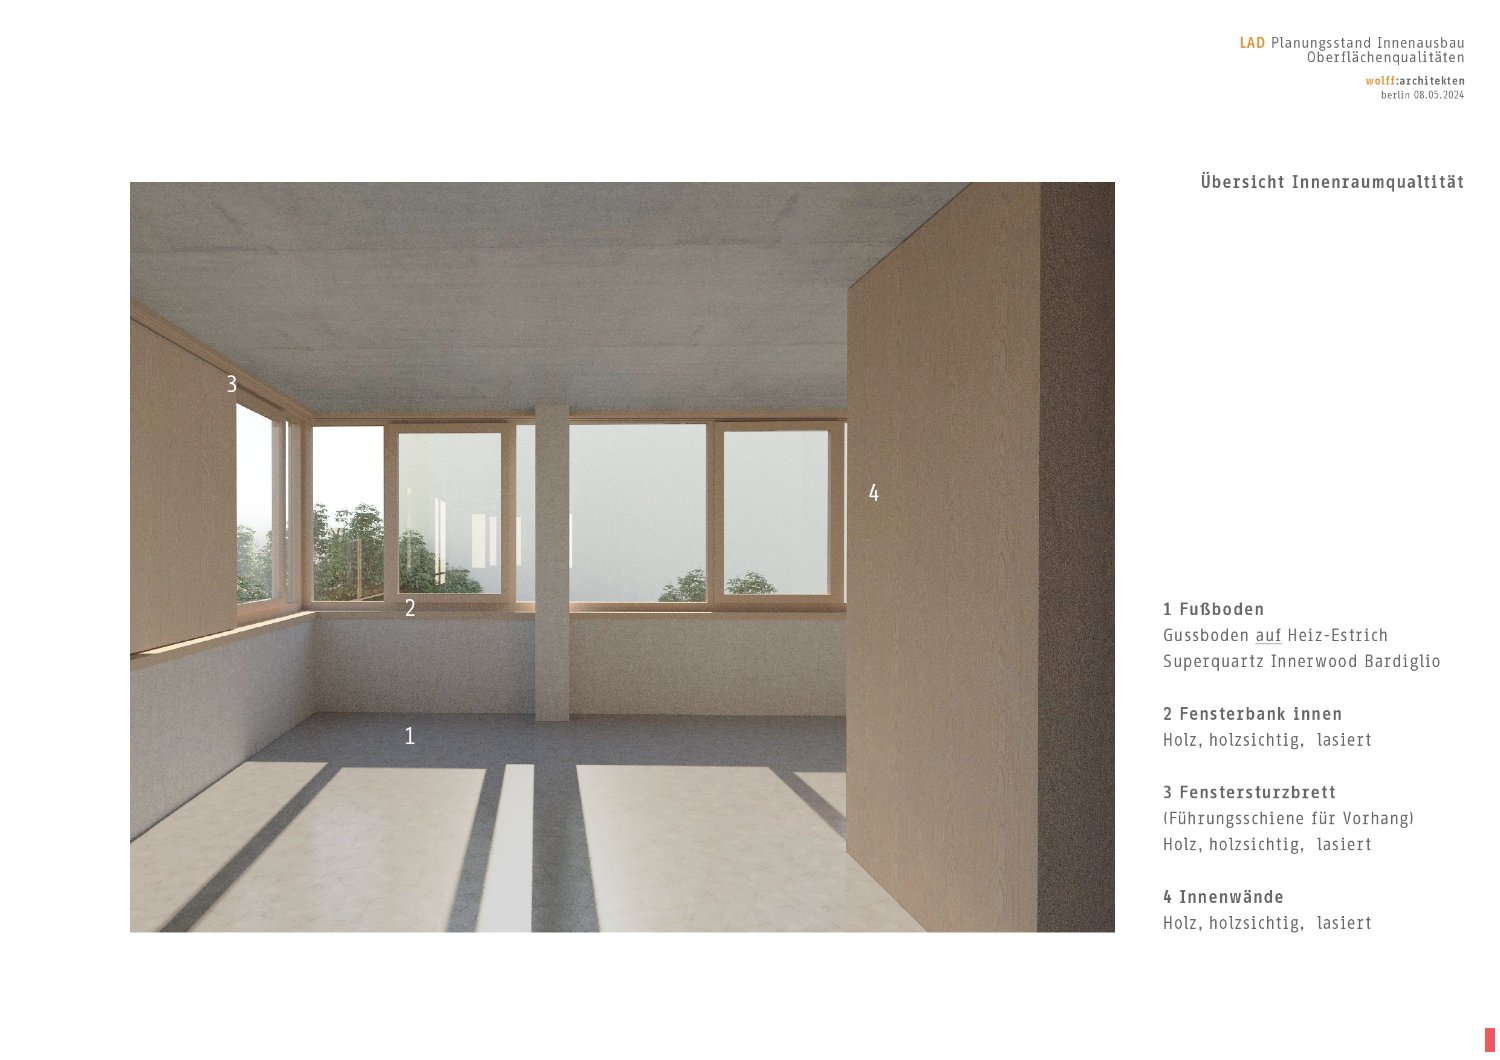 LAD Planungsstand Innenausbau
Oberflächenqualitäten
wolff:architekten
berlin 08.05.2024
Übersicht Innenraumqualtität
3
4
2
1
1 Fußboden
Gussboden auf Heiz-Estrich
Superquartz Innerwood Bardiglio
2 Fensterbank innen
Holz, holzsichtig, lasiert
3 Fenstersturzbrett
(Führungsschiene für Vorhang)
Holz, holzsichtig, lasiert
4 Innenwände
Holz, holzsichtig, lasiert